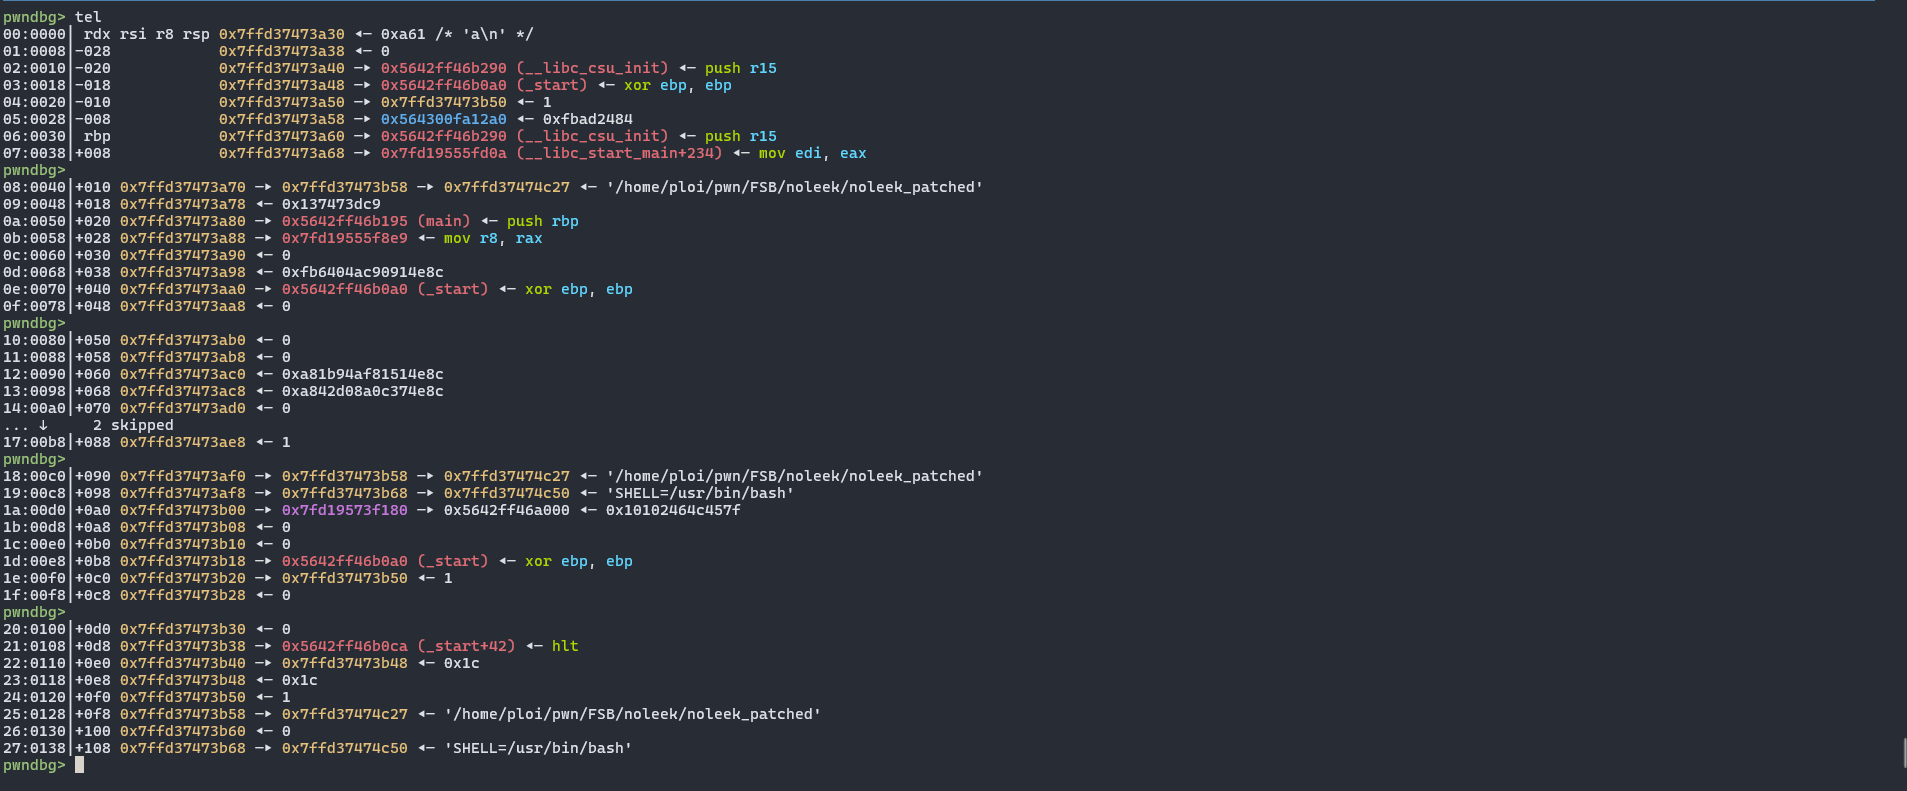 pwndbg> tel
00:0000│ rdx rsi r8 rsp 0x7ffd37473a30 ◂— 0xa61 /* 'a\n' */
01:0008│-028            0x7ffd37473a38 ◂— 0
02:0010│-020            0x7ffd37473a40 —▸ 0x5642ff46b290 (__libc_csu_init) ◂— push r15
03:0018│-018            0x7ffd37473a48 —▸ 0x5642ff46b0a0 (_start) ◂— xor ebp, ebp
04:0020│-010            0x7ffd37473a50 —▸ 0x7ffd37473b50 ◂— 1
05:0028│-008            0x7ffd37473a58 —▸ 0x564300fa12a0 ◂— 0xfbad2484
06:0030│ rbp            0x7ffd37473a60 —▸ 0x5642ff46b290 (__libc_csu_init) ◂— push r15
07:0038│+008            0x7ffd37473a68 —▸ 0x7fd19555fd0a (__libc_start_main+234) ◂— mov edi, eax
pwndbg>
08:0040│+010 0x7ffd37473a70 —▸ 0x7ffd37473b58 —▸ 0x7ffd37474c27 ◂— '/home/ploi/pwn/FSB/noleek/noleek_patched'
09:0048│+018 0x7ffd37473a78 ◂— 0x137473dc9
0a:0050│+020 0x7ffd37473a80 —▸ 0x5642ff46b195 (main) ◂— push rbp
0b:0058│+028 0x7ffd37473a88 —▸ 0x7fd19555f8e9 ◂— mov r8, rax
0c:0060│+030 0x7ffd37473a90 ◂— 0
0d:0068│+038 0x7ffd37473a98 ◂— 0xfb6404ac90914e8c
0e:0070│+040 0x7ffd37473aa0 —▸ 0x5642ff46b0a0 (_start) ◂— xor ebp, ebp
0f:0078│+048 0x7ffd37473aa8 ◂— 0
pwndbg>
10:0080│+050 0x7ffd37473ab0 ◂— 0
11:0088│+058 0x7ffd37473ab8 ◂— 0
12:0090│+060 0x7ffd37473ac0 ◂— 0xa81b94af81514e8c
13:0098│+068 0x7ffd37473ac8 ◂— 0xa842d08a0c374e8c
14:00a0│+070 0x7ffd37473ad0 ◂— 0
... ↓     2 skipped
17:00b8│+088 0x7ffd37473ae8 ◂— 1
pwndbg>
18:00c0│+090 0x7ffd37473af0 —▸ 0x7ffd37473b58 —▸ 0x7ffd37474c27 ◂— '/home/ploi/pwn/FSB/noleek/noleek_patched'
19:00c8│+098 0x7ffd37473af8 —▸ 0x7ffd37473b68 —▸ 0x7ffd37474c50 ◂— 'SHELL=/usr/bin/bash'
1a:00d0│+0a0 0x7ffd37473b00 —▸ 0x7fd19573f180 —▸ 0x5642ff46a000 ◂— 0x10102464c457f
1b:00d8│+0a8 0x7ffd37473b08 ◂— 0
1c:00e0│+0b0 0x7ffd37473b10 ◂— 0
1d:00e8│+0b8 0x7ffd37473b18 —▸ 0x5642ff46b0a0 (_start) ◂— xor ebp, ebp
1e:00f0│+0c0 0x7ffd37473b20 —▸ 0x7ffd37473b50 ◂— 1
1f:00f8│+0c8 0x7ffd37473b28 ◂— 0
pwndbg>
20:0100│+0d0 0x7ffd37473b30 ◂— 0
21:0108│+0d8 0x7ffd37473b38 —▸ 0x5642ff46b0ca (_start+42) ◂— hlt
22:0110│+0e0 0x7ffd37473b40 —▸ 0x7ffd37473b48 ◂— 0x1c
23:0118│+0e8 0x7ffd37473b48 ◂— 0x1c
24:0120│+0f0 0x7ffd37473b50 ◂— 1
25:0128│+0f8 0x7ffd37473b58 —▸ 0x7ffd37474c27 ◂— '/home/ploi/pwn/FSB/noleek/noleek_patched'
26:0130│+100 0x7ffd37473b60 ◂— 0
27:0138│+108 0x7ffd37473b68 —▸ 0x7ffd37474c50 ◂— 'SHELL=/usr/bin/bash'
pwndbg>